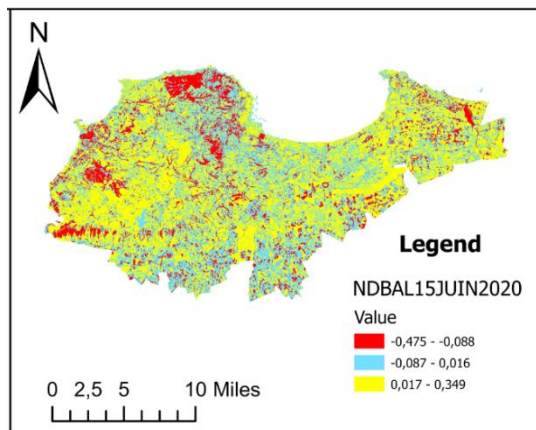 N
Legend
NDBAL15JUIN2020
Value
-0,475 - -0,088
-0,087 - 0,016
0,017 - 0,349
0 2,5 5 10 Miles